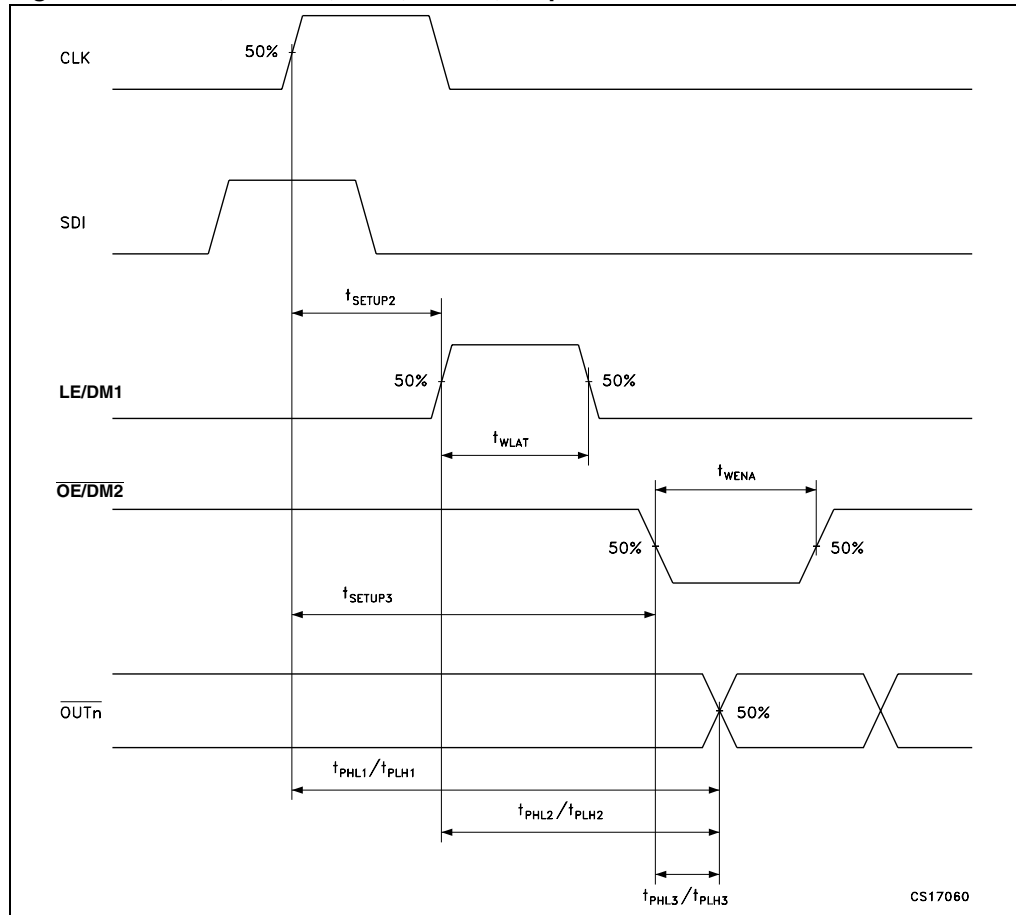 CLK
50%
SDI
tSETUP2
LE/DM1
50%
50%
tWLAT
OE/DM2
tWENA
50%
50%
tSETUP3
OUTn
50%
tPHL1/tPLH1
tPHL2/tPLH2
tPHL3/tPLH3
CS17060